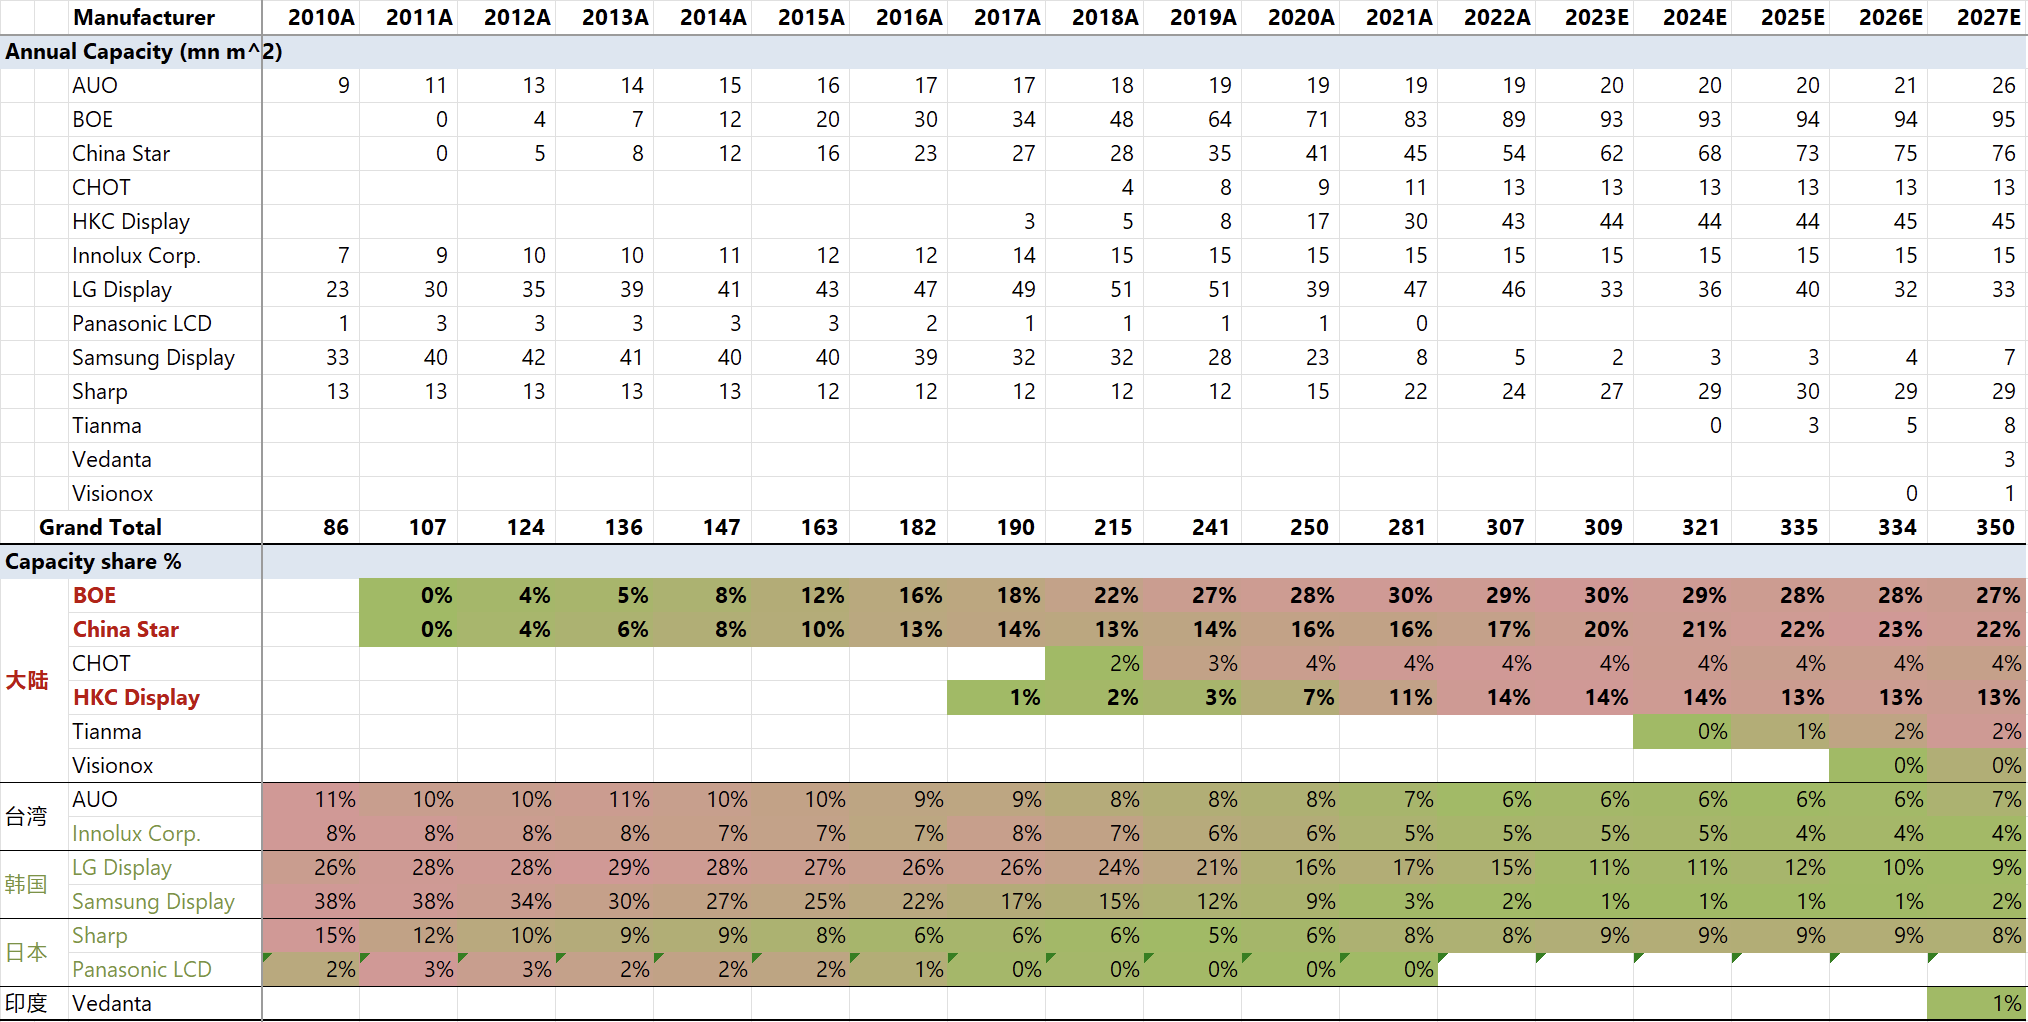 Manufacturer 2010A 2011A 2012A 2013A 2014A 2015A 2016A 2017A 2018A 2019A 2020A 2021A 2022A 2023E 2024E 2025E 2026E 2027E
Annual Capacity (mn m^2)
AUO 9 11 13 14 15 16 17 17 18 19 19 19 19 20 20 20 21 26
BOE 0 4 7 12 20 30 34 48 64 71 83 89 93 93 94 94 95
China Star 0 5 8 12 16 23 27 28 35 41 45 54 62 68 73 75 76
CHOT 4 8 9 11 13 13 13 13 13 13
HKC Display 3 5 8 17 30 43 44 44 44 45 45
Innolux Corp. 7 9 10 10 11 12 12 14 15 15 15 15 15 15 15 15 15 15
LG Display 23 30 35 39 41 43 47 49 51 51 39 47 46 33 36 40 32 33
Panasonic LCD 1 3 3 3 3 3 2 1 1 1 1 0
Samsung Display 33 40 42 41 40 40 39 32 32 28 23 8 5 2 3 3 4 7
Sharp 13 13 13 13 13 12 12 12 12 12 15 22 24 27 29 30 29 29
Tianma 0 3 5 8
Vedanta 3
Visionox 0 1
Grand Total 86 107 124 136 147 163 182 190 215 241 250 281 307 309 321 335 334 350
Capacity share %
大陆
BOE 0% 4% 5% 8% 12% 16% 18% 22% 27% 28% 30% 29% 30% 29% 28% 28% 27%
China Star 0% 4% 6% 8% 10% 13% 14% 13% 14% 16% 16% 17% 20% 21% 22% 23% 22%
CHOT 2% 3% 4% 4% 4% 4% 4% 4% 4% 4%
HKC Display 1% 2% 3% 7% 11% 14% 14% 14% 13% 13% 13%
Tianma 0% 1% 2% 2%
Visionox 0% 0%
台湾
AUO 11% 10% 10% 11% 10% 10% 9% 9% 8% 8% 8% 7% 6% 6% 6% 6% 6% 7%
Innolux Corp. 8% 8% 8% 8% 7% 7% 7% 8% 7% 6% 6% 5% 5% 5% 5% 4% 4% 4%
韩国
LG Display 26% 28% 28% 29% 28% 27% 26% 26% 24% 21% 16% 17% 15% 11% 11% 12% 10% 9%
Samsung Display 38% 38% 34% 30% 27% 25% 22% 17% 15% 12% 9% 3% 2% 1% 1% 1% 1% 2%
日本
Sharp 15% 12% 10% 9% 9% 8% 6% 6% 6% 5% 6% 8% 8% 9% 9% 9% 9% 8%
Panasonic LCD 2% 3% 3% 2% 2% 2% 1% 0% 0% 0% 0% 0%
印度 Vedanta 1%